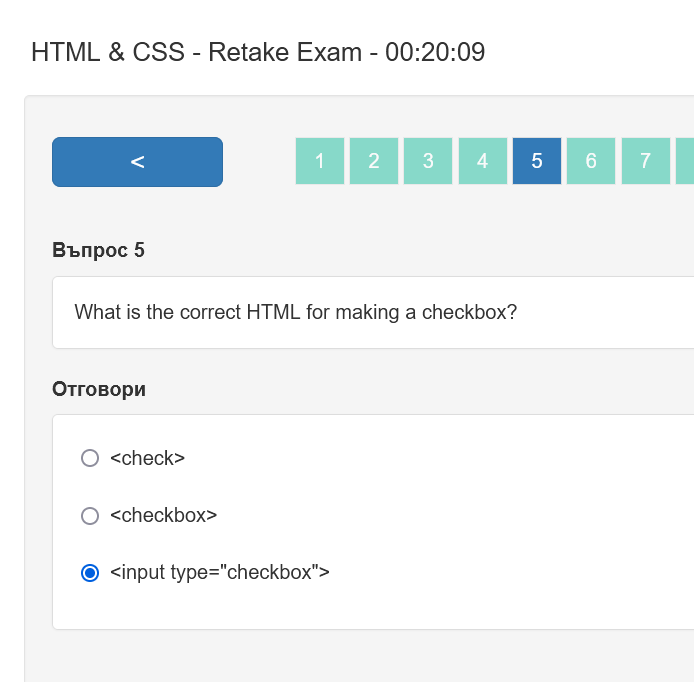 HTML & CSS - Retake Exam - 00:20:09
< 1 2 3 4 5 6 7
Въпрос 5
What is the correct HTML for making a checkbox?
Отговори
<check>
<checkbox>
<input type="checkbox">